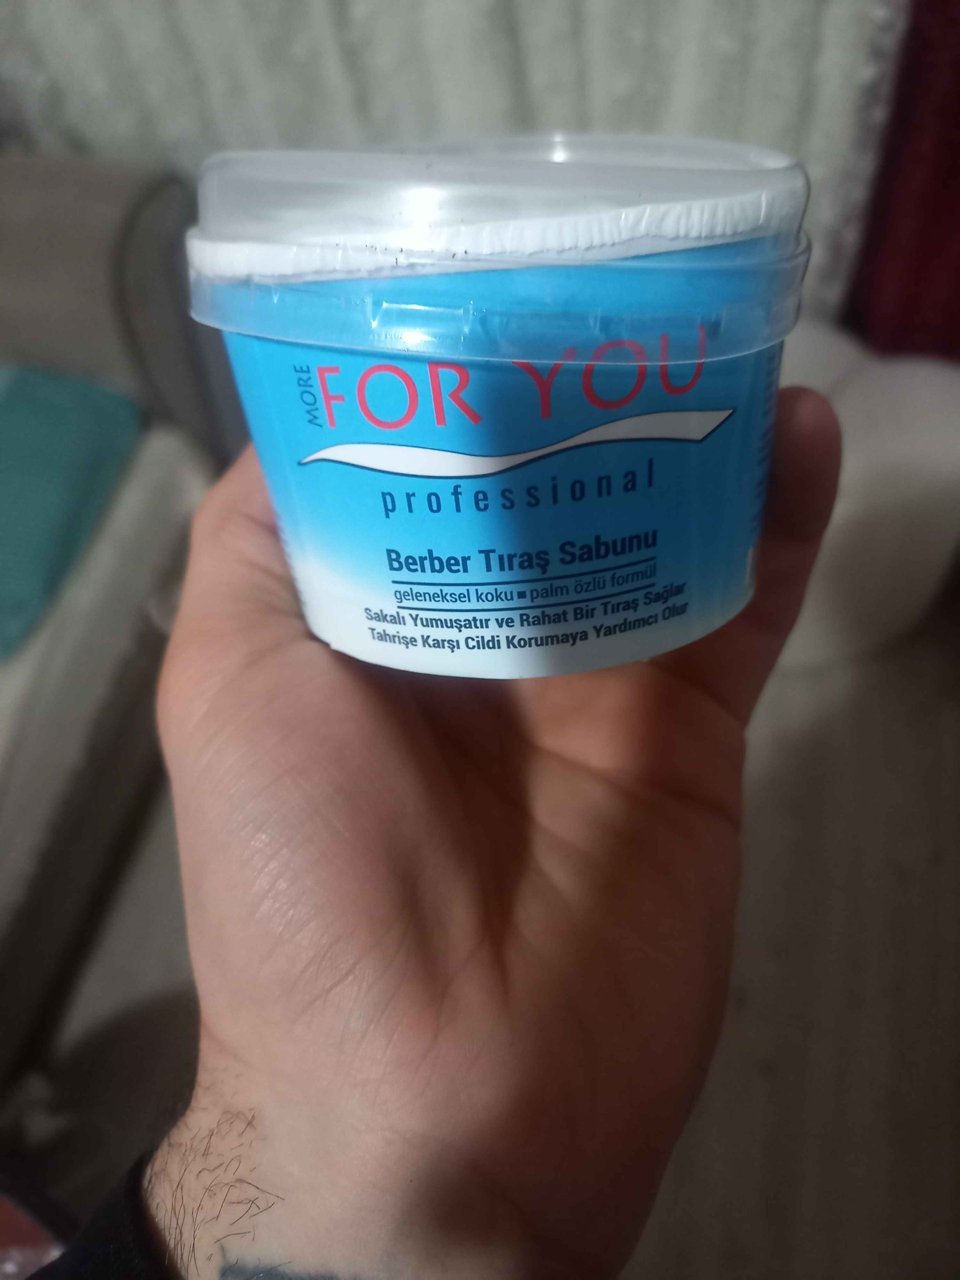 MORE
FOR YOU
professional
Berber Tıraş Sabunu
geleneksel koku ▪ palm özlü formül
Sakalı Yumuşatır ve Rahat Bir Tıraş Sağlar
Tahrişe Karşı Cildi Korumaya Yardımcı Olur